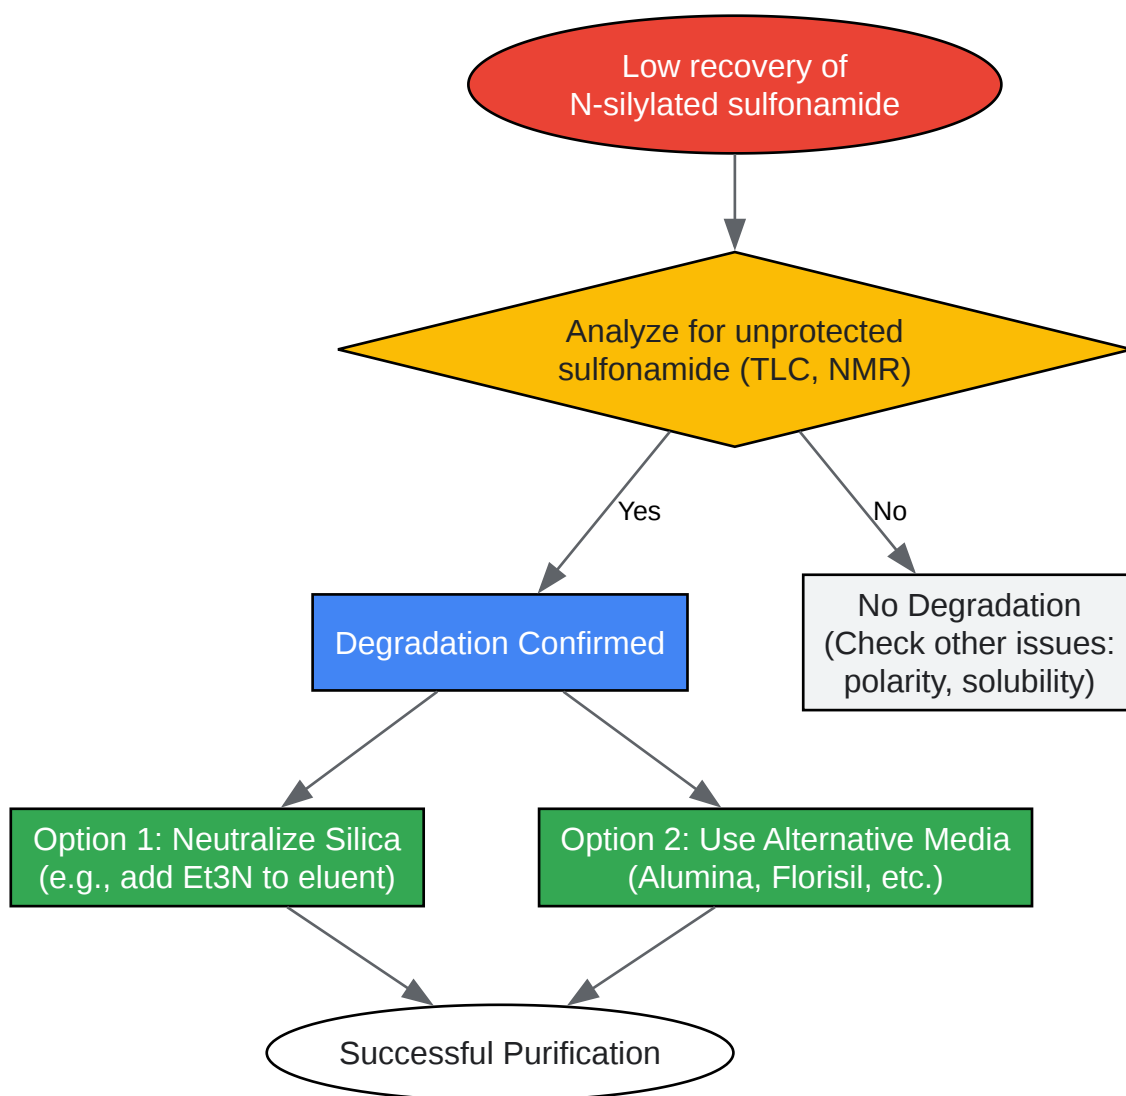 Low recovery of
N-silylated sulfonamide
Analyze for unprotected
sulfonamide (TLC, NMR)
Yes
No
Degradation Confirmed
No Degradation
(Check other issues:
polarity, solubility)
Option 1: Neutralize Silica
(e.g., add Et3N to eluent)
Option 2: Use Alternative Media
(Alumina, Florisil, etc.)
Successful Purification